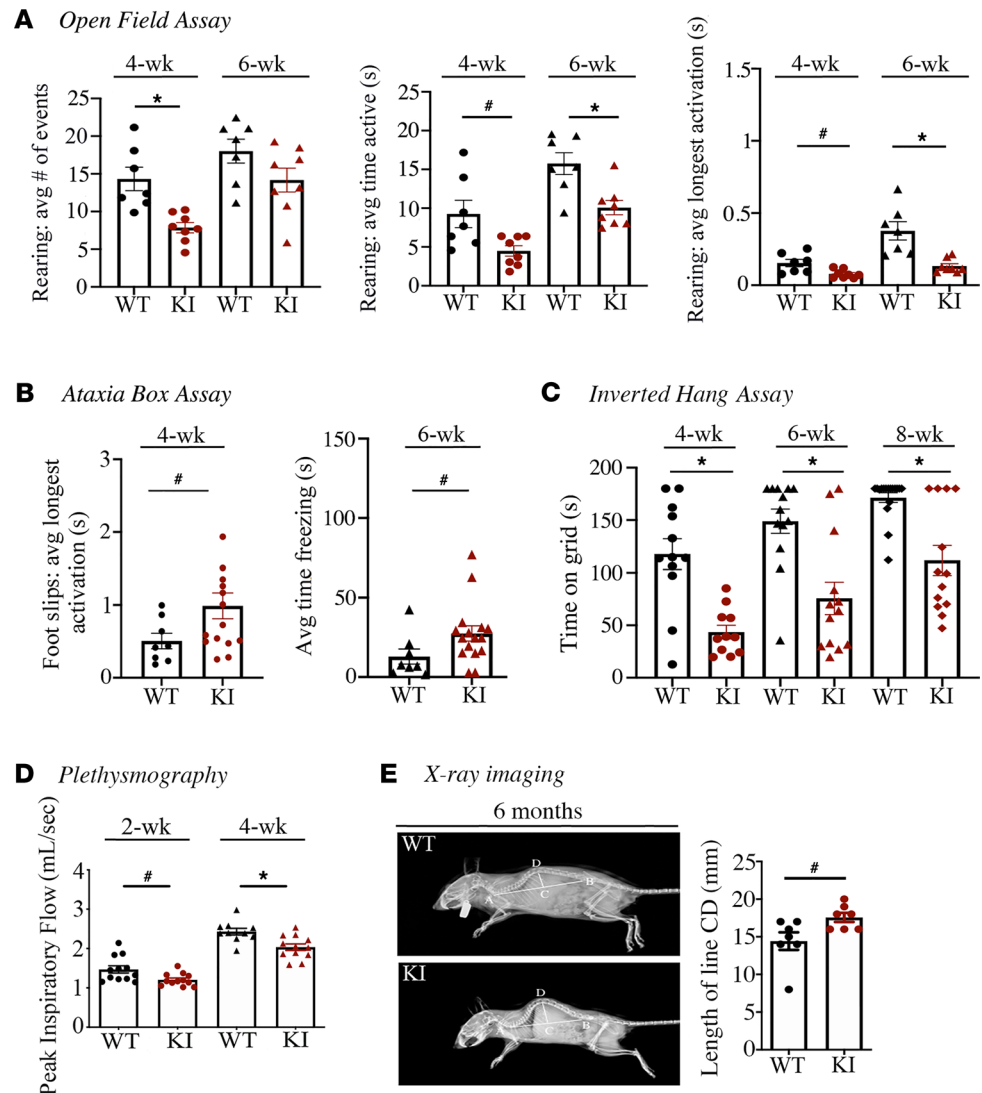 A Open Field Assay
4-wk 6-wk
Rearing: avg # of events
25
20
15
10
5
0
*
WT KI WT KI
4-wk 6-wk
Rearing: avg time active (s)
25
20
15
10
5
0
# *
WT KI WT KI
4-wk 6-wk
Rearing: avg longest activation (s)
1.5
1
0.5
0
# *
WT KI WT KI
B Ataxia Box Assay
4-wk
Foot slips: avg longest
activation (s)
3
2
1
0
#
WT KI
6-wk
Avg time freezing (s)
150
100
50
0
#
WT KI
C Inverted Hang Assay
4-wk 6-wk 8-wk
Time on grid (s)
200
150
100
50
0
* * *
WT KI WT KI WT KI
D Plethysmography
2-wk 4-wk
Peak Inspiratory Flow (mL/sec)
4
3
2
1
0
# *
WT KI WT KI
E X-ray imaging
6 months
WT
D
A C B
KI
D
C B
Length of line CD (mm)
25
20
15
10
5
0
#
WT KI